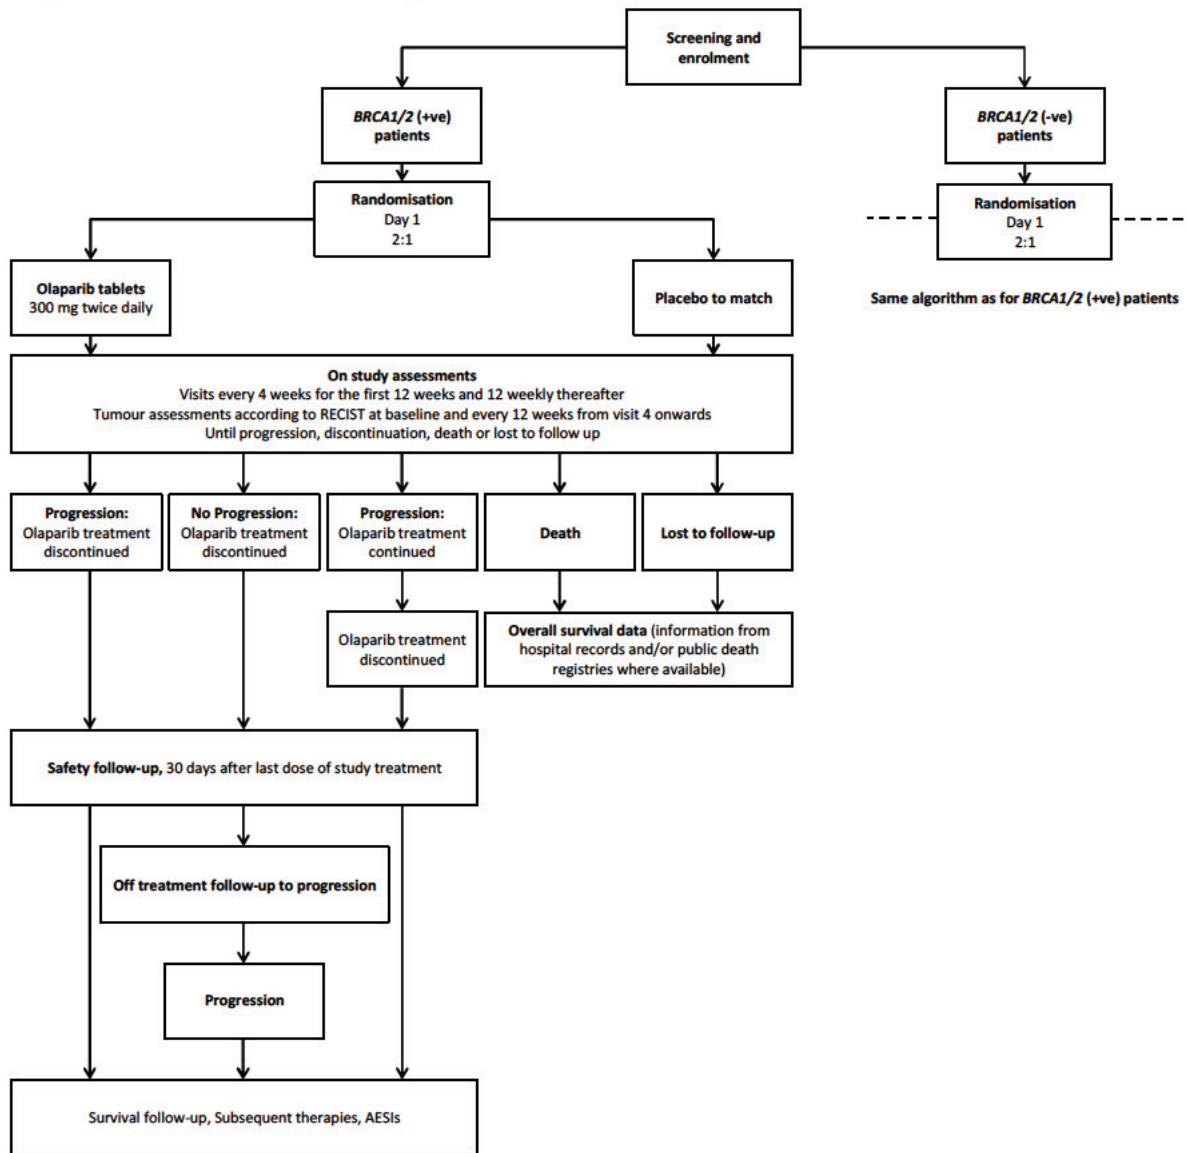 Screening and
enrolment
BRCA1/2 (+ve)
patients
BRCA1/2 (-ve)
patients
Randomisation
Day 1
2:1
Randomisation
Day 1
2:1
Olaparib tablets
300 mg twice daily
Placebo to match
Same algorithm as for BRCA1/2 (+ve) patients
On study assessments
Visits every 4 weeks for the first 12 weeks and 12 weekly thereafter
Tumour assessments according to RECIST at baseline and every 12 weeks from visit 4 onwards
Until progression, discontinuation, death or lost to follow up
Progression:
Olaparib treatment
discontinued
No Progression:
Olaparib treatment
discontinued
Progression:
Olaparib treatment
continued
Death
Lost to follow-up
Olaparib treatment
discontinued
Overall survival data (information from
hospital records and/or public death
registries where available)
Safety follow-up, 30 days after last dose of study treatment
Off treatment follow-up to progression
Progression
Survival follow-up, Subsequent therapies, AESIs